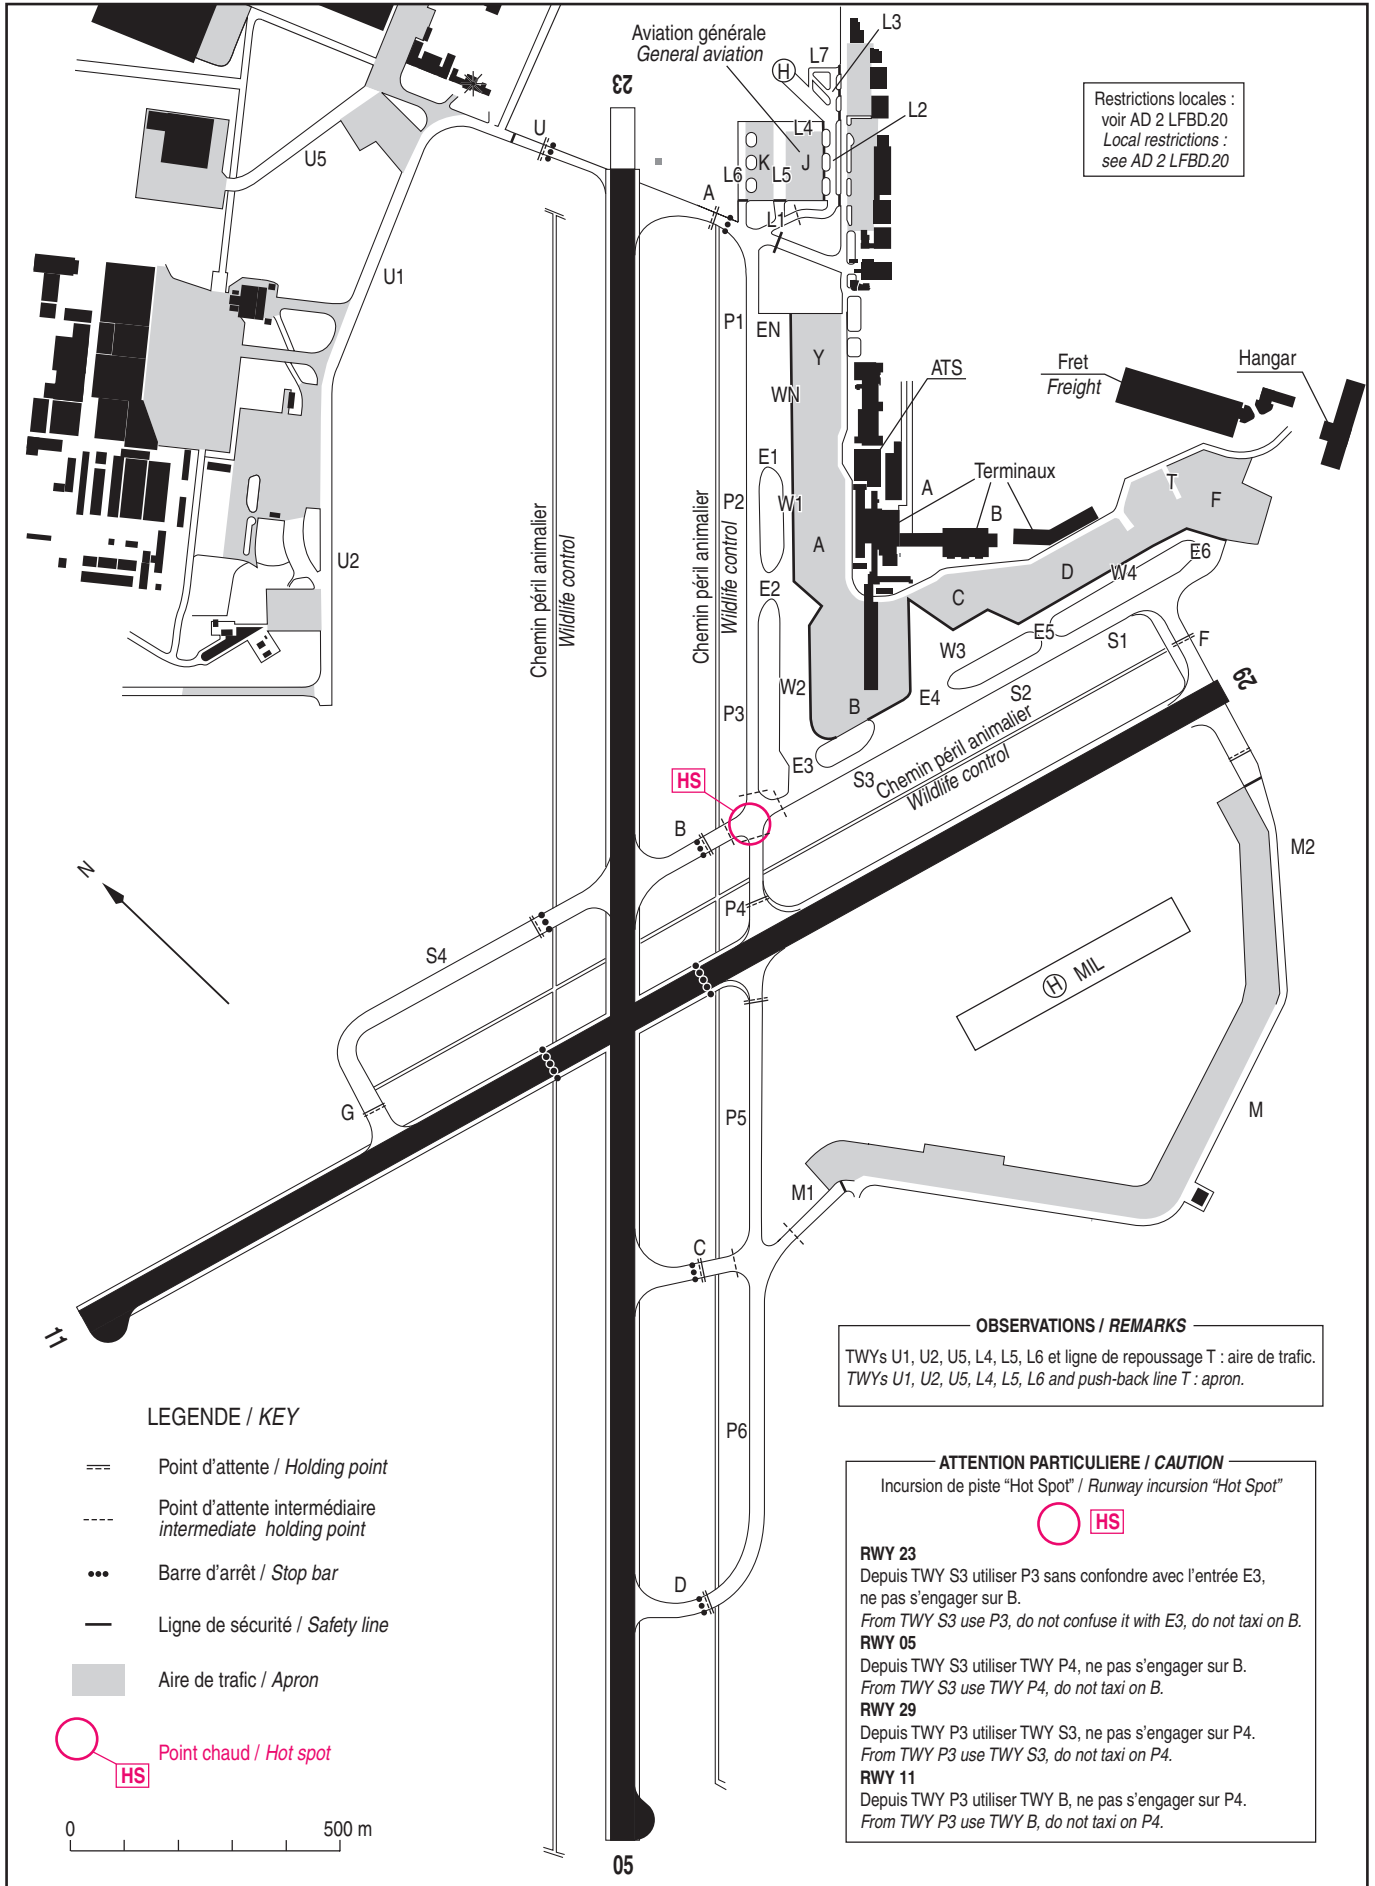 Aviation générale
General aviation
L3
L7
H
23
L2
Restrictions locales :
voir AD 2 LFBD.20
Local restrictions :
see AD 2 LFBD.20
U
L4
U5
K
J
L6
L5
A
L1
U1
P1
EN
Y
ATS
WN
Fret
Freight
Hangar
E1
Terminaux
T
P2
W1
A
B
F
A
E6
U2
D
W4
E2
C
Chemin péril animalier
Wildlife control
Chemin péril animalier
Wildlife control
E5
S1
F
W3
W2
S2
29
P3
B
E4
E3
S3
Chemin péril animalier
Wildlife control
HS
B
M2
N
P4
S4
H MIL
G
P5
M
M1
C
11
OBSERVATIONS / REMARKS
TWYs U1, U2, U5, L4, L5, L6 et ligne de repoussage T : aire de trafic.
TWYs U1, U2, U5, L4, L5, L6 and push-back line T : apron.
LEGENDE / KEY
P6
Point d'attente / Holding point
Point d'attente intermédiaire
intermediate holding point
Barre d'arrêt / Stop bar
Ligne de sécurité / Safety line
Aire de trafic / Apron
Point chaud / Hot spot
HS
D
ATTENTION PARTICULIERE / CAUTION
Incursion de piste “Hot Spot” / Runway incursion “Hot Spot”
HS
RWY 23
Depuis TWY S3 utiliser P3 sans confondre avec l'entrée E3,
ne pas s'engager sur B.
From TWY S3 use P3, do not confuse it with E3, do not taxi on B.
RWY 05
Depuis TWY S3 utiliser TWY P4, ne pas s'engager sur B.
From TWY S3 use TWY P4, do not taxi on B.
RWY 29
Depuis TWY P3 utiliser TWY S3, ne pas s'engager sur P4.
From TWY P3 use TWY S3, do not taxi on P4.
RWY 11
Depuis TWY P3 utiliser TWY B, ne pas s'engager sur P4.
From TWY P3 use TWY B, do not taxi on P4.
0
500 m
05